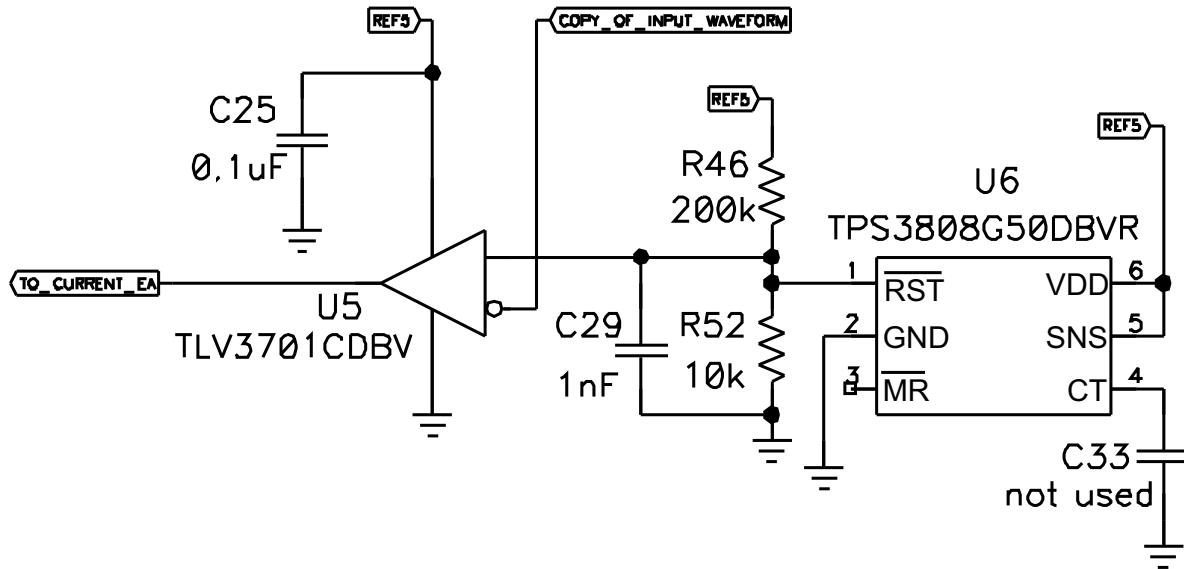 REF5
COPY_OF_INPUT_WAVEFORM
C25
0.1uF
REF5
REF5
R46
200k
U6
TPS3808G50DBVR
TO_CURRENT_EA
U5
TLV3701CDBV
C29
1nF
R52
10k
1
RST
VDD
6
2
GND
SNS
5
3
MR
CT
4
C33
not used